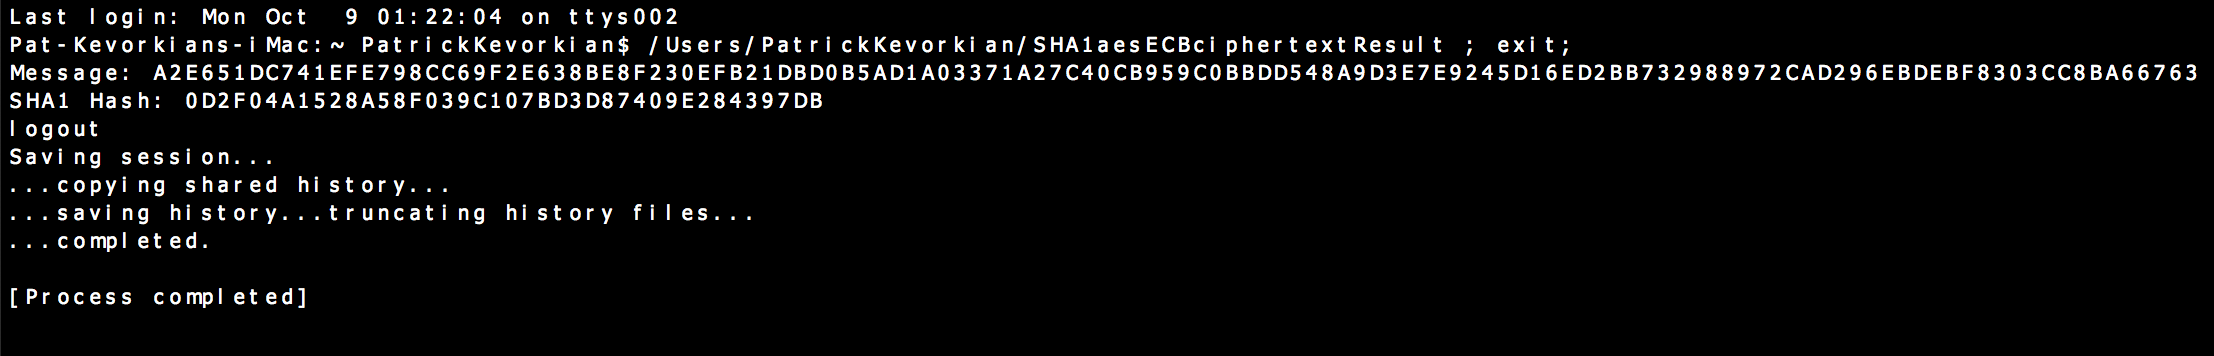 Last login: Mon Oct  9 01:22:04 on ttys002
Pat-Kevorkians-iMac:~ PatrickKevorkian$ /Users/PatrickKevorkian/SHA1aesECBciphertextResult ; exit;
Message: A2E651DC741EFE798CC69F2E638BE8F230EFB21DBD0B5AD1A03371A27C40CB959C0BBDD548A9D3E7E9245D16ED2BB732988972CAD296EBDEBF8303CC8BA66763
SHA1 Hash: 0D2F04A1528A58F039C107BD3D87409E284397DB
logout
Saving session...
...copying shared history...
...saving history...truncating history files...
...completed.
[Process completed]